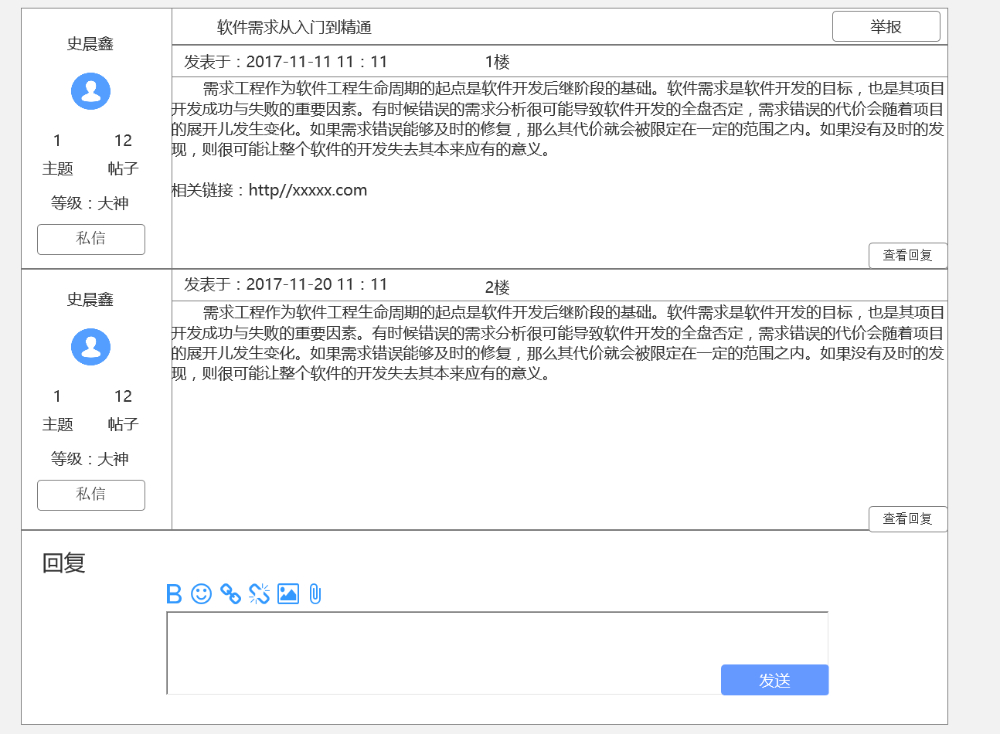 史晨鑫
1 12
主题 帖子
等级：大神
私信
软件需求从入门到精通
举报
发表于：2017-11-11 11：11 1楼
需求工程作为软件工程生命周期的起点是软件开发后继阶段的基础。软件需求是软件开发的目标，也是其项目
开发成功与失败的重要因素。有时候错误的需求分析很可能导致软件开发的全盘否定，需求错误的代价会随着项目
的展开儿发生变化。如果需求错误能够及时的修复，那么其代价就会被限定在一定的范围之内。如果没有及时的发
现，则很可能让整个软件的开发失去其本来应有的意义。
相关链接：http//xxxxx.com
查看回复
史晨鑫
1 12
主题 帖子
等级：大神
私信
发表于：2017-11-20 11：11 2楼
需求工程作为软件工程生命周期的起点是软件开发后继阶段的基础。软件需求是软件开发的目标，也是其项目
开发成功与失败的重要因素。有时候错误的需求分析很可能导致软件开发的全盘否定，需求错误的代价会随着项目
的展开儿发生变化。如果需求错误能够及时的修复，那么其代价就会被限定在一定的范围之内。如果没有及时的发
现，则很可能让整个软件的开发失去其本来应有的意义。
查看回复
回复
B
发送